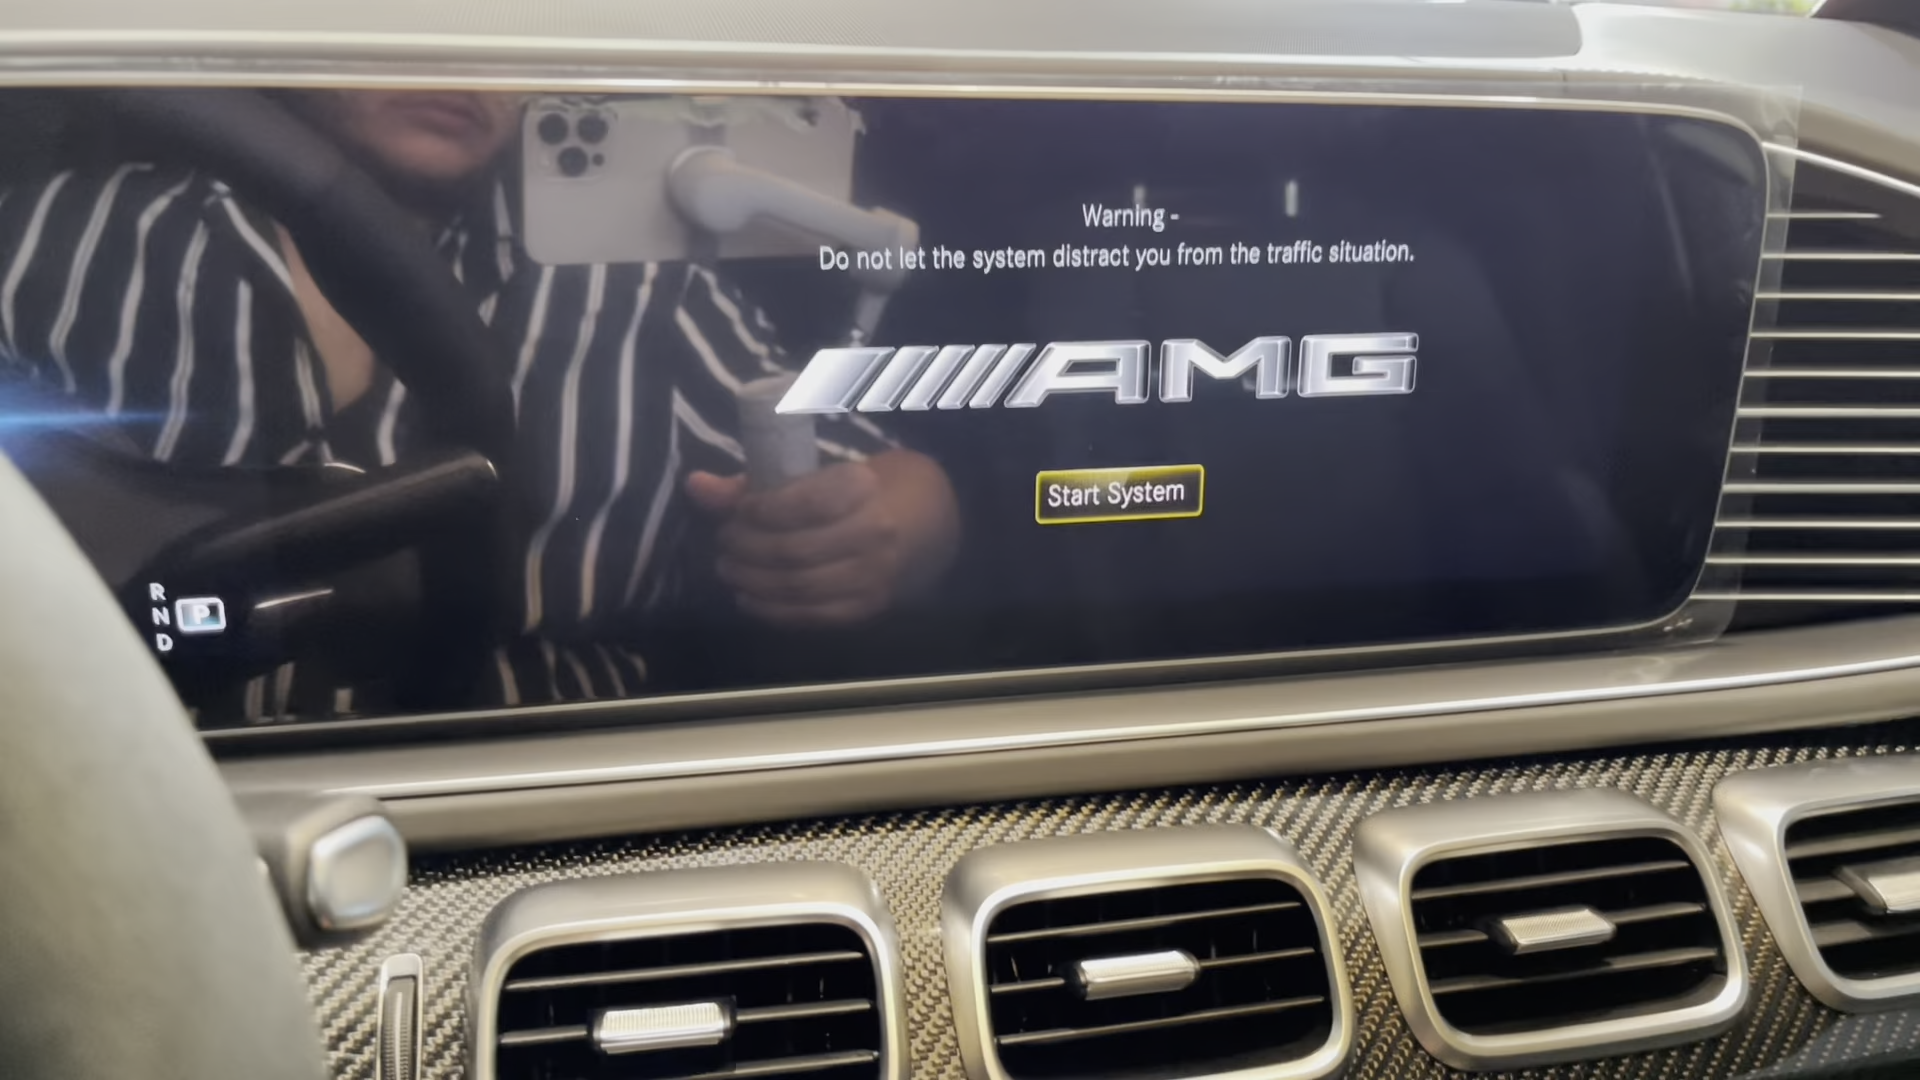 Warning -
Do not let the system distract you from the traffic situation.
AMG
Start System
R
N P
D